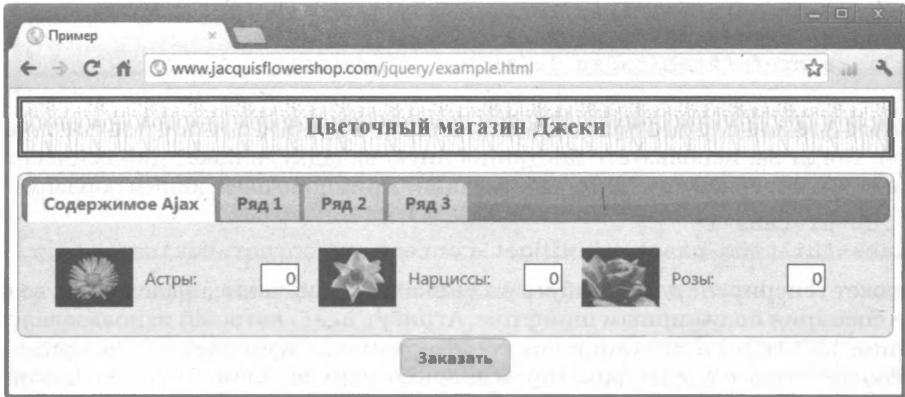 Пример
www.jacquisflowershop.com/jquery/example.html
Цветочный магазин Джеки
Содержимое Ajax Ряд 1 Ряд 2 Ряд 3
Астры: 0 Нарциссы: 0 Розы: 0
Заказать